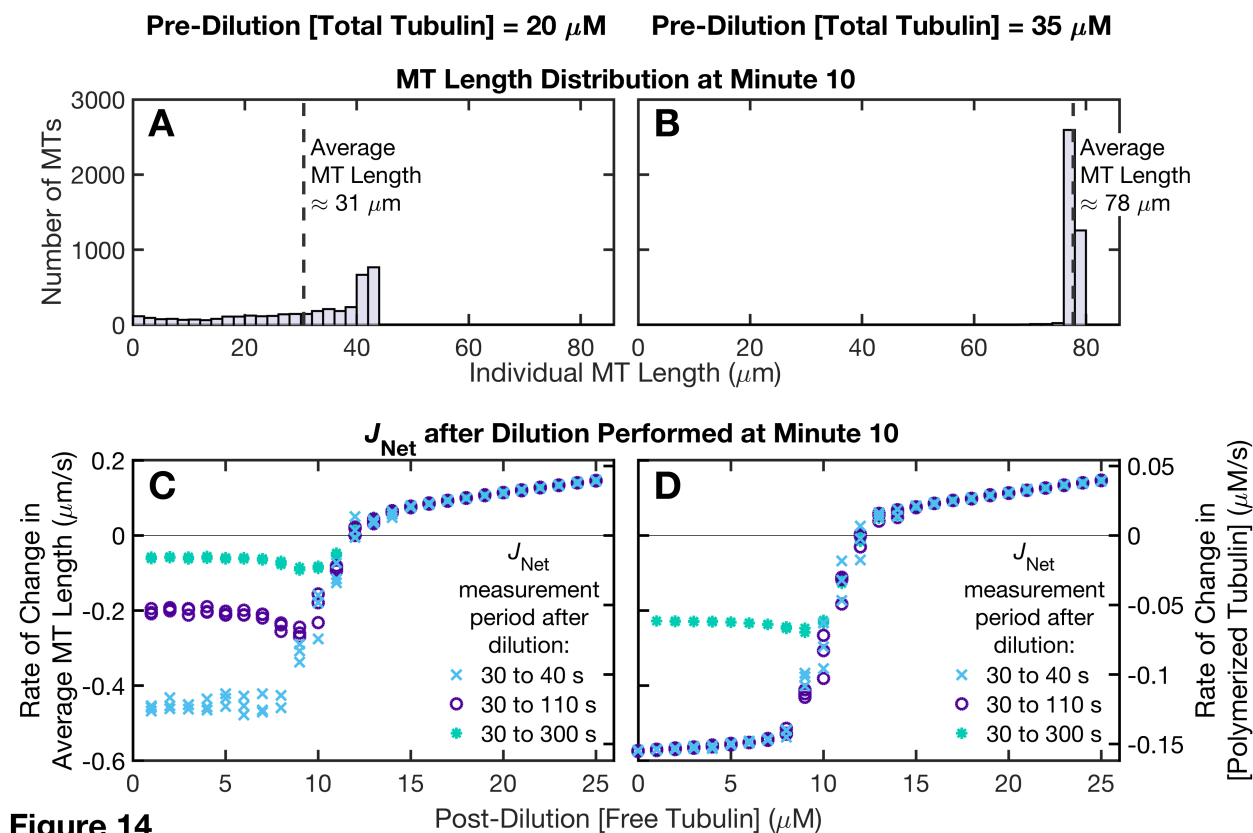 Pre-Dilution [Total Tubulin] = 20 μM
Pre-Dilution [Total Tubulin] = 35 μM
MT Length Distribution at Minute 10
Number of MTs
3000
2000
1000
0
A
Average
MT Length
≈ 31 μm
0 20 40 60 80
B
Average
MT Length
≈ 78 μm
0 20 40 60 80
Individual MT Length (μm)
J_Net after Dilution Performed at Minute 10
Rate of Change in
Average MT Length (μm/s)
0.2
0
-0.2
-0.4
-0.6
C
J_Net
measurement
period after
dilution:
30 to 40 s
30 to 110 s
30 to 300 s
0 5 10 15 20 25
D
J_Net
measurement
period after
dilution:
30 to 40 s
30 to 110 s
30 to 300 s
0 5 10 15 20 25
0.05
0
-0.05
-0.1
-0.15
Rate of Change in
[Polymerized Tubulin] (μM/s)
Post-Dilution [Free Tubulin] (μM)
Figure 14